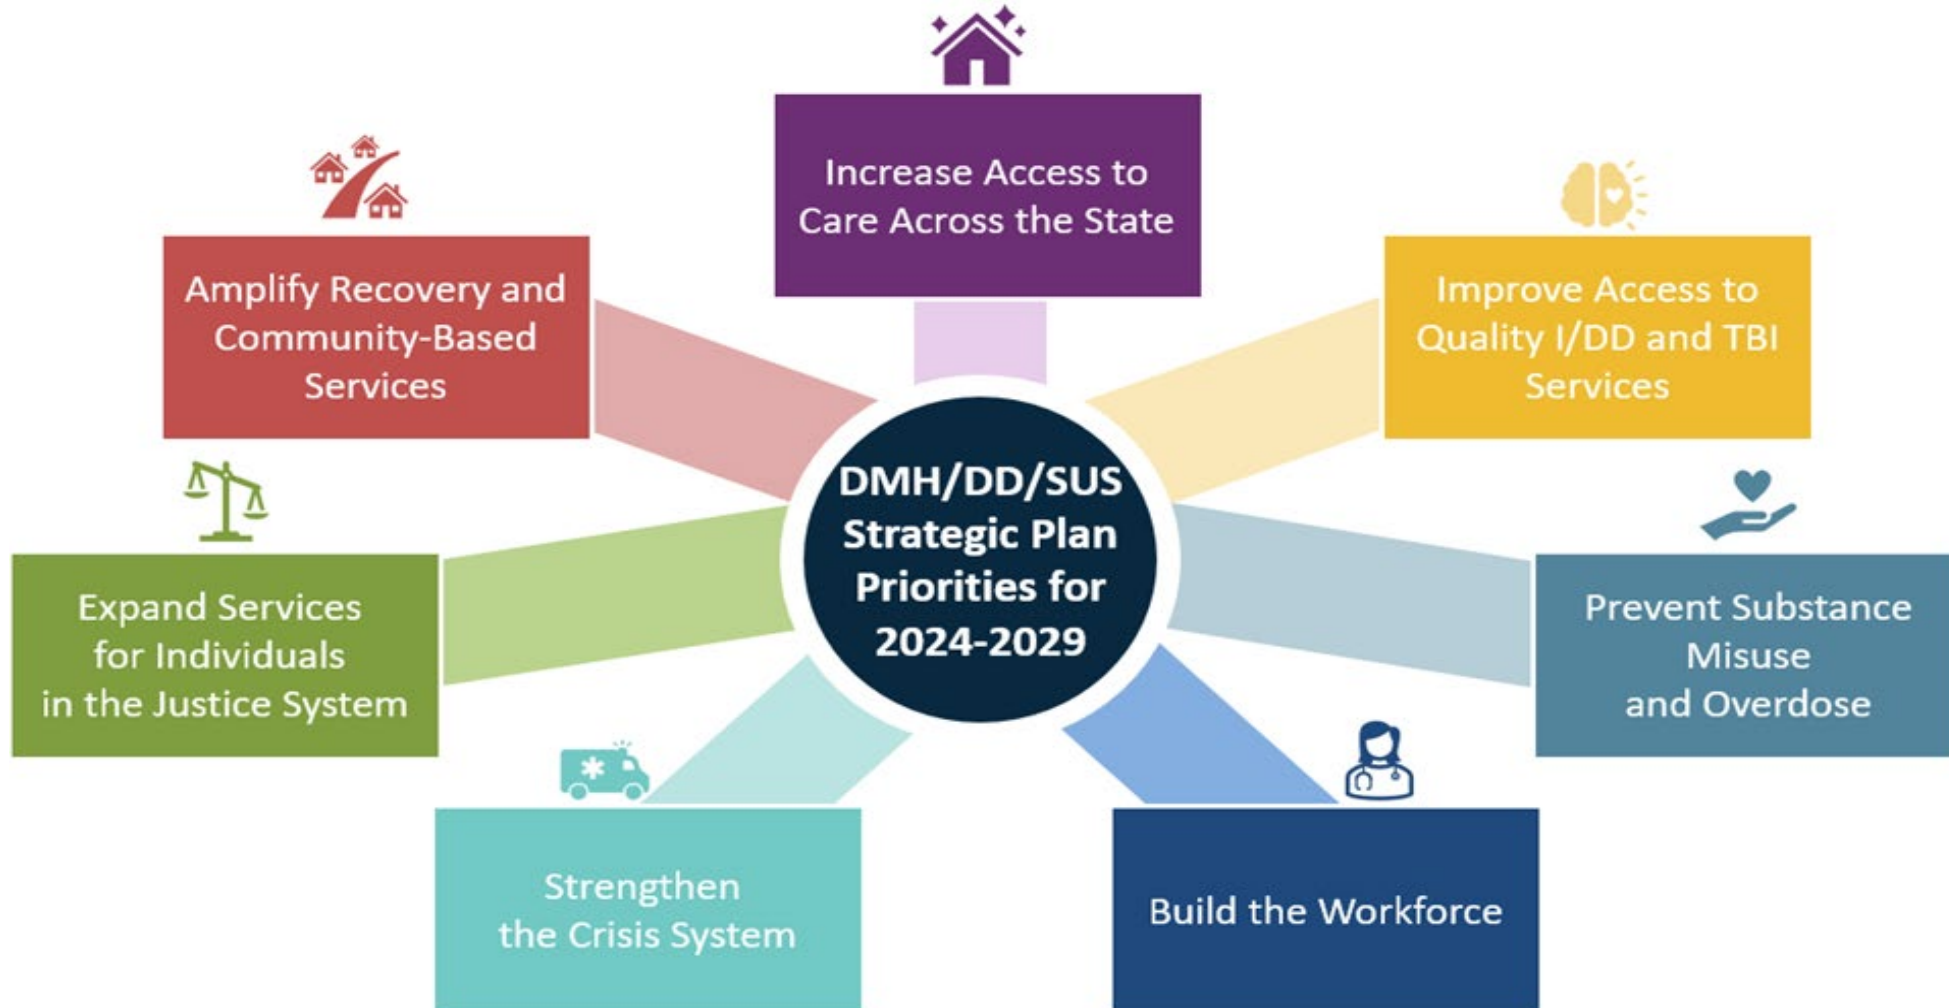 Increase Access to
Care Across the State
Amplify Recovery and
Community-Based
Services
Improve Access to
Quality I/DD and TBI
Services
DMH/DD/SUS
Strategic Plan
Priorities for
2024-2029
Expand Services
for Individuals
in the Justice System
Prevent Substance
Misuse
and Overdose
Strengthen
the Crisis System
Build the Workforce